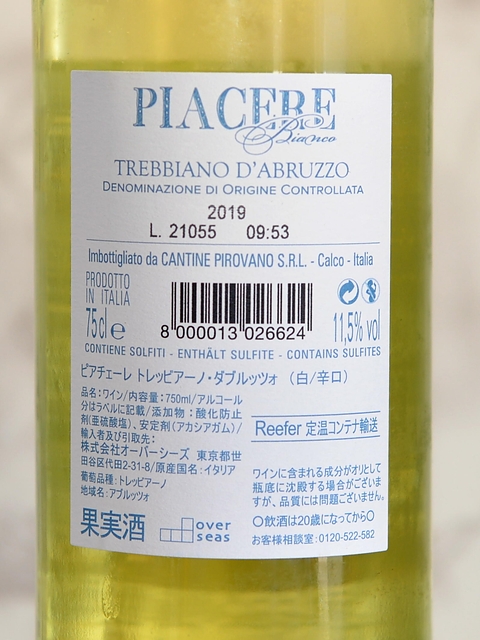 PIACERE
Bianco
TREBBIANO D'ABRUZZO
DENOMINAZIONE DI ORIGINE CONTROLLATA
2019
L. 21055 09:53
Imbottigliato da CANTINE PIROVANO S.R.L. - Calco - Italia
PRODOTTO
IN ITALIA
75cl e
8 000013 026624
11,5% vol
CONTIENE SOLFITI - ENTHÄLT SULFITE - CONTAINS SULFITES
ピアチェーレ トレッビアーノ・ダブルッツォ (白/辛口)
品名:ワイン/内容量:750ml/アルコール
分はラベルに記載/添加物:酸化防止
剤(亜硫酸塩)、安定剤(アカシアガム)/
輸入者及び引取先:
株式会社オーバーシーズ 東京都世
田谷区代田2-31-8/原産国名:イタリア
葡萄品種:トレッビアーノ
地域名:アブルッツォ
Reefer 定温コンテナ輸送
ワインに含まれる成分がオリとして
瓶底に沈殿する場合がございま
すが、品質には問題ございません。
○飲酒は20歳になってから○
お客様相談室:0120-522-582
果実酒
over
seas